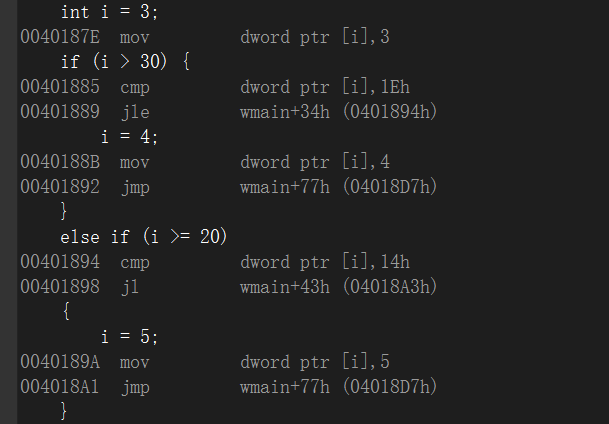 int i = 3;
0040187E mov dword ptr [i],3
if (i > 30) {
00401885 cmp dword ptr [i],1Eh
00401889 jle wmain+34h (0401894h)
i = 4;
0040188B mov dword ptr [i],4
00401892 jmp wmain+77h (04018D7h)
}
else if (i >= 20)
00401894 cmp dword ptr [i],14h
00401898 jl wmain+43h (04018A3h)
{
i = 5;
0040189A mov dword ptr [i],5
004018A1 jmp wmain+77h (04018D7h)
}